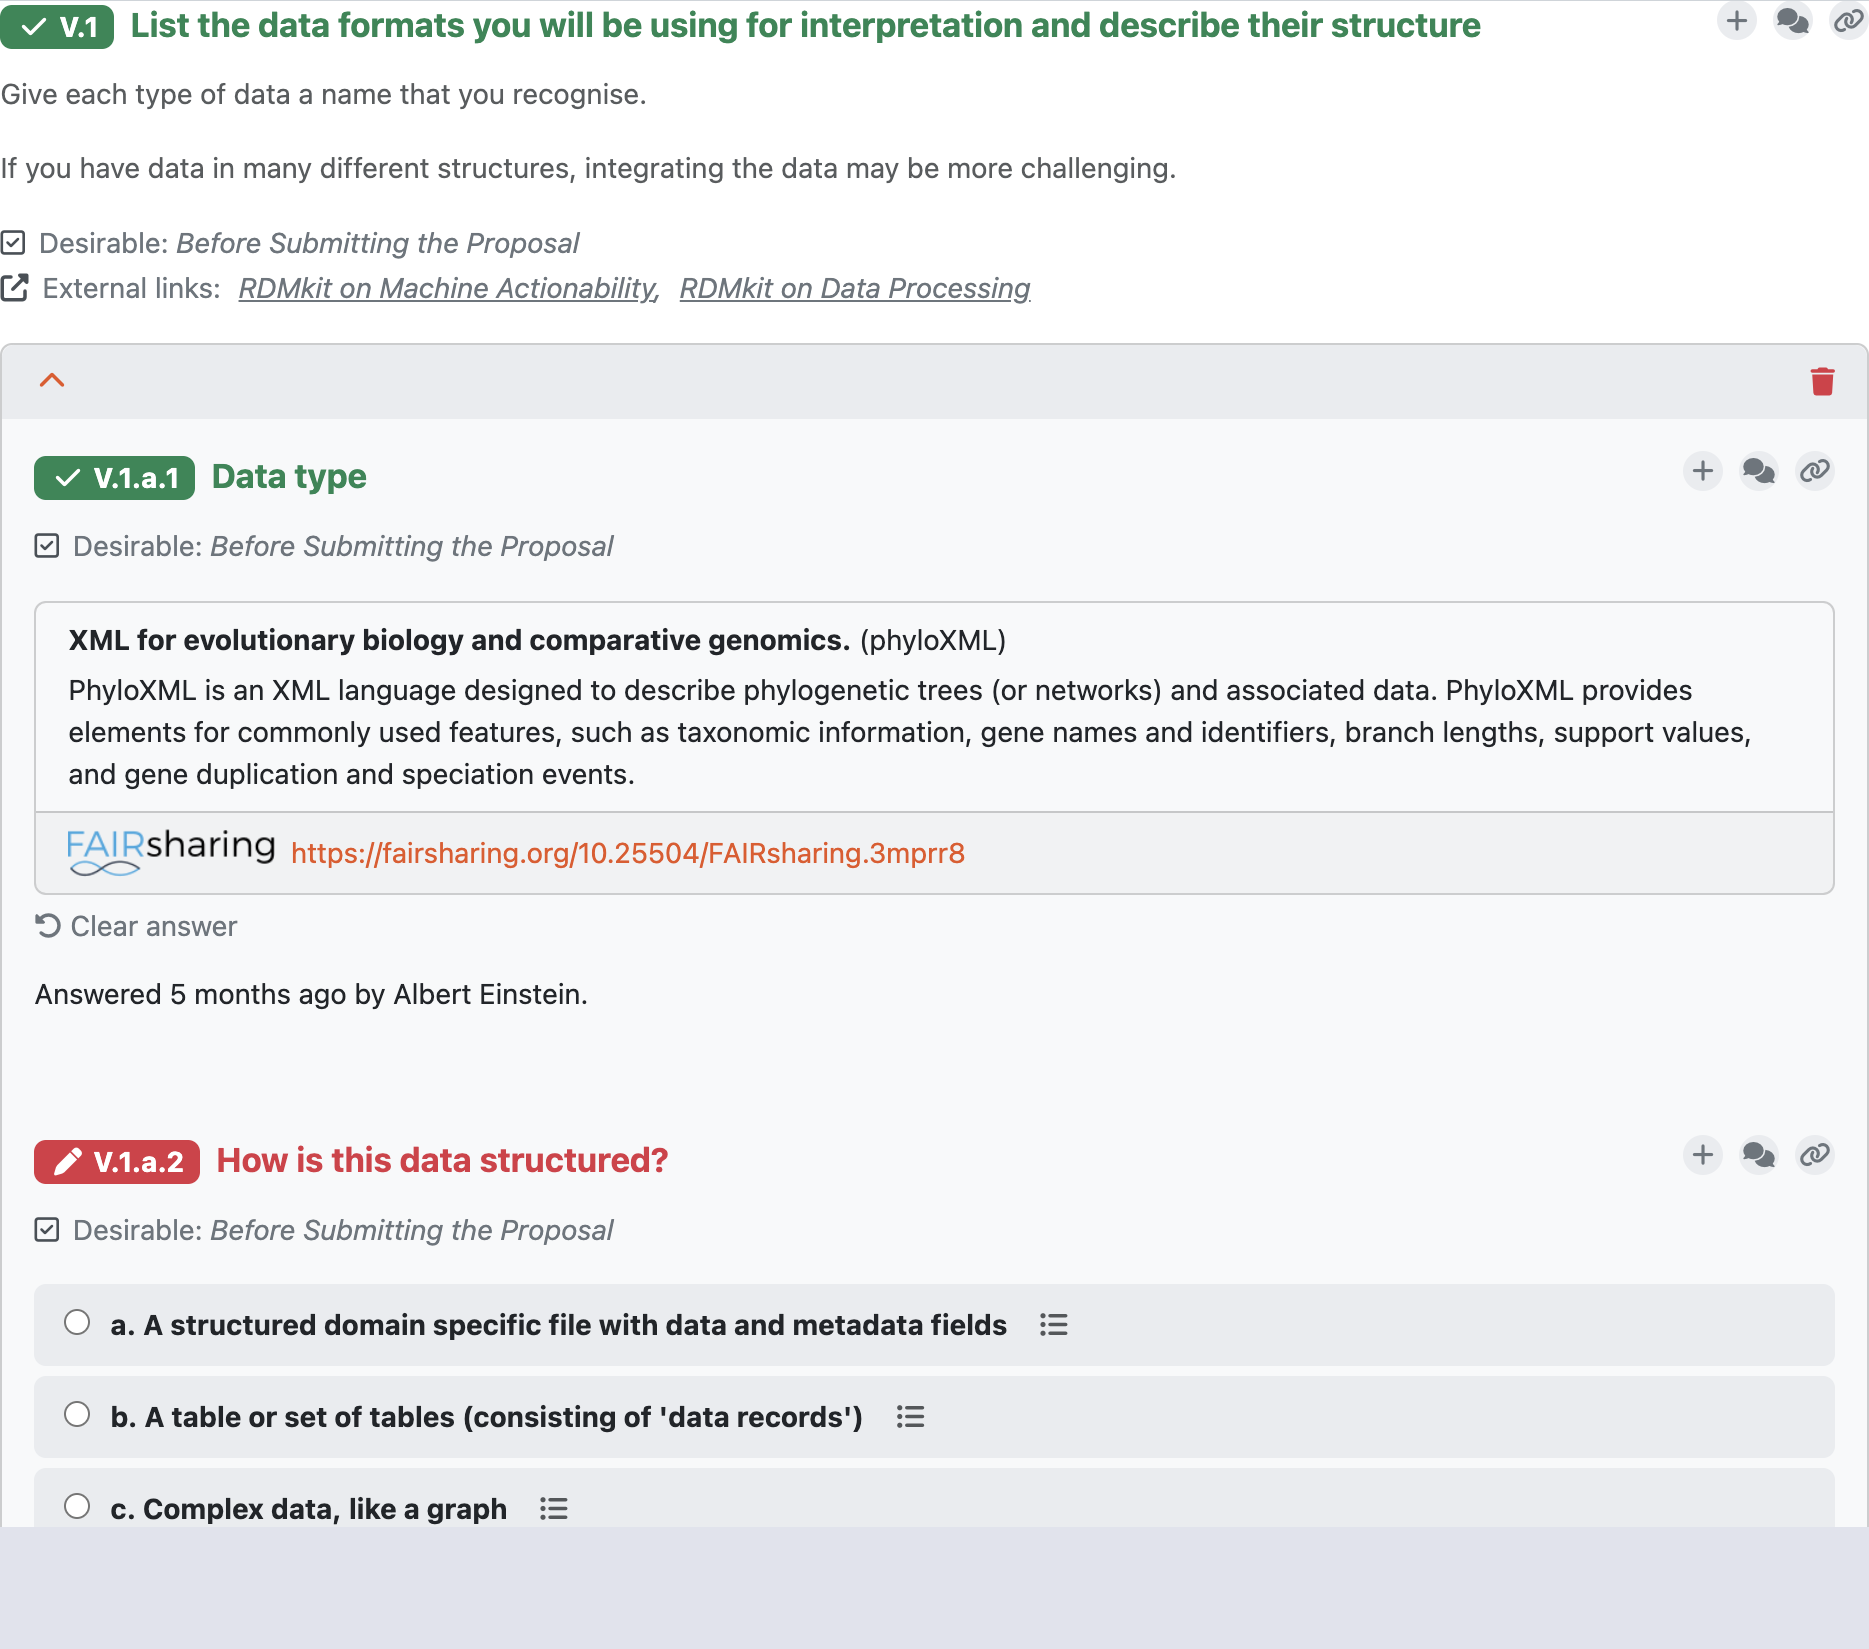 V.1 List the data formats you will be using for interpretation and describe their structure
Give each type of data a name that you recognise.
If you have data in many different structures, integrating the data may be more challenging.
Desirable: Before Submitting the Proposal
External links: RDMkit on Machine Actionability, RDMkit on Data Processing
V.1.a.1 Data type
Desirable: Before Submitting the Proposal
XML for evolutionary biology and comparative genomics. (phyloXML)
PhyloXML is an XML language designed to describe phylogenetic trees (or networks) and associated data. PhyloXML provides
elements for commonly used features, such as taxonomic information, gene names and identifiers, branch lengths, support values,
and gene duplication and speciation events.
FAIRsharing https://fairsharing.org/10.25504/FAIRsharing.3mprr8
Clear answer
Answered 5 months ago by Albert Einstein.
V.1.a.2 How is this data structured?
Desirable: Before Submitting the Proposal
a. A structured domain specific file with data and metadata fields
b. A table or set of tables (consisting of 'data records')
c. Complex data, like a graph